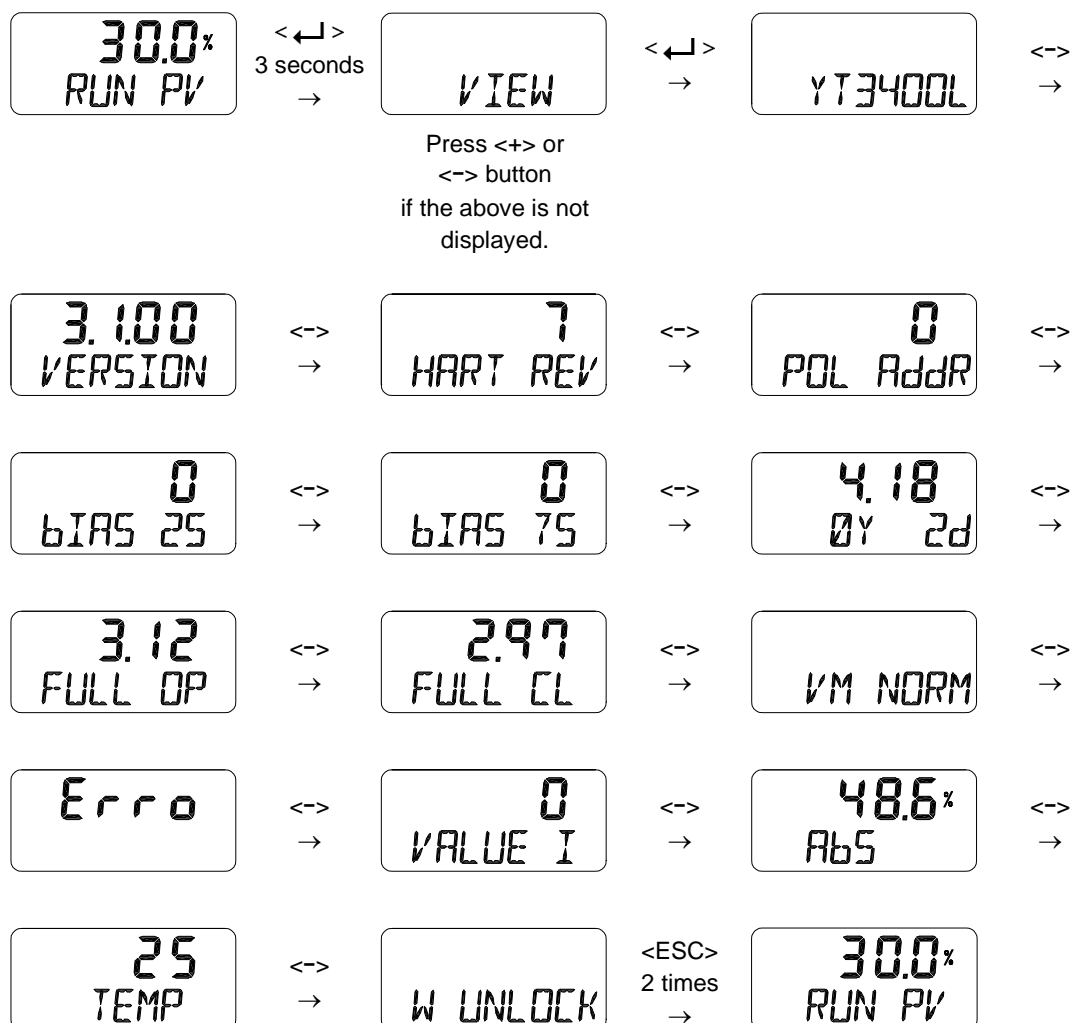 30.0%
RUN PV
< ↵ >
3 seconds
→
VIEW
Press <+> or
<-> button
if the above is not
displayed.
< ↵ >
→
YT3400L
<->
→
3.1.00
VERSION
<->
→
7
HART REV
<->
→
0
POL AddR
<->
→
0
bIAS 25
<->
→
0
bIAS 75
<->
→
4.18
0Y 2d
<->
→
3.12
FULL OP
<->
→
2.97
FULL CL
<->
→
VM NORM
<->
→
Erro
<->
→
0
VALUE I
<->
→
48.6%
AbS
<->
→
25
TEMP
<->
→
W UNLOCK
<ESC>
2 times
→
30.0%
RUN PV